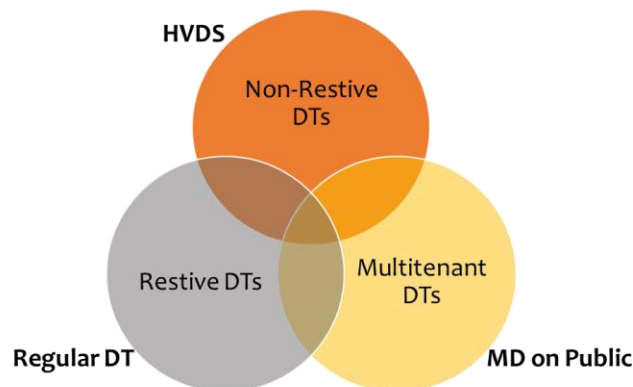 HVDS
Non-Restive
DTs
Restive DTs
Multitenant
DTs
Regular DT
MD on Public